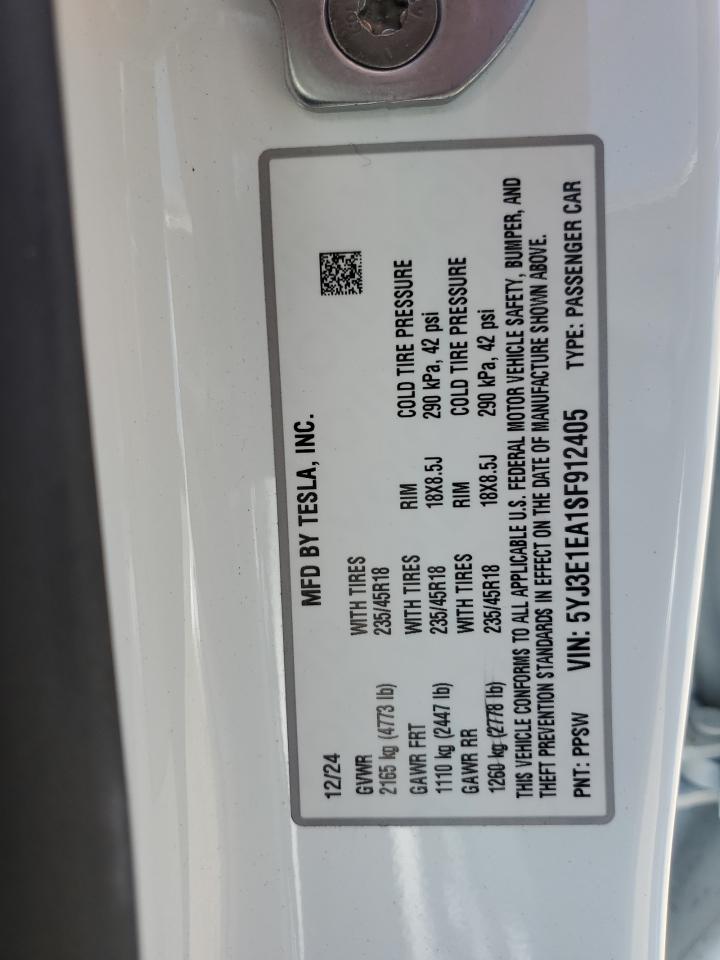 MFD BY TESLA, INC.
12/24
GVWR WITH TIRES
2165 kg (4773 lb) 235/45R18
GAWR FRT WITH TIRES RIM COLD TIRE PRESSURE
1110 kg (2447 lb) 235/45R18 18X8.5J 290 kPa, 42 psi
GAWR RR WITH TIRES RIM COLD TIRE PRESSURE
1260 kg (2778 lb) 235/45R18 18X8.5J 290 kPa, 42 psi
THIS VEHICLE CONFORMS TO ALL APPLICABLE U.S. FEDERAL MOTOR VEHICLE SAFETY, BUMPER, AND
THEFT PREVENTION STANDARDS IN EFFECT ON THE DATE OF MANUFACTURE SHOWN ABOVE.
PNT: PPSW VIN: 5YJ3E1EA1SF912405 TYPE: PASSENGER CAR